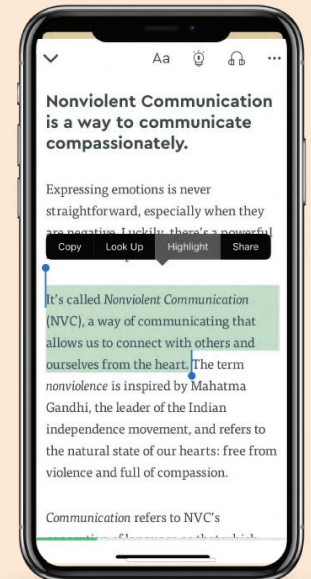 Aa
Nonviolent Communication
is a way to communicate
compassionately.
Expressing emotions is never
straightforward, especially when they
are negative. Luckily, there's a powerful
Copy Look Up Highlight Share
It's called Nonviolent Communication
(NVC), a way of communicating that
allows us to connect with others and
ourselves from the heart. The term
nonviolence is inspired by Mahatma
Gandhi, the leader of the Indian
independence movement, and refers to
the natural state of our hearts: free from
violence and full of compassion.
Communication refers to NVC's